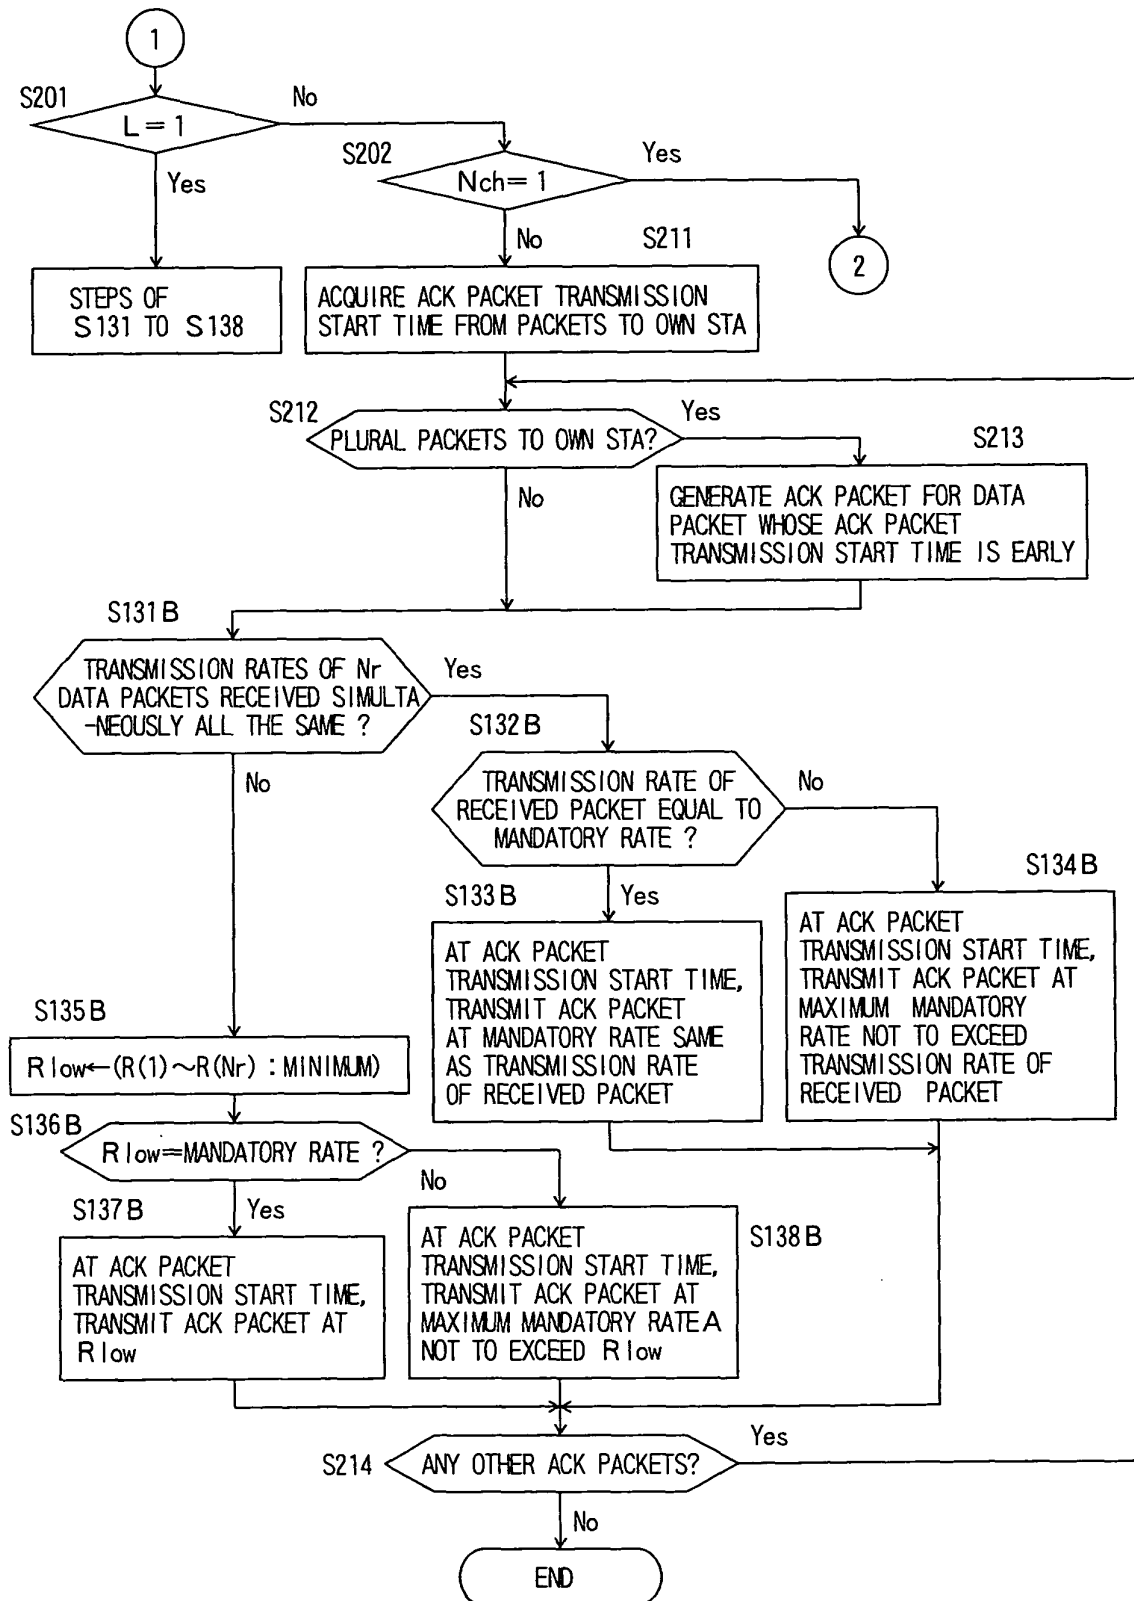 1
S201
No
L=1
S202
Yes
Nch=1
Yes
No
S211
2
STEPS OF
S131 TO S138
ACQUIRE ACK PACKET TRANSMISSION
START TIME FROM PACKETS TO OWN STA
S212
Yes
PLURAL PACKETS TO OWN STA?
S213
No
GENERATE ACK PACKET FOR DATA
PACKET WHOSE ACK PACKET
TRANSMISSION START TIME IS EARLY
S131B
TRANSMISSION RATES OF Nr
DATA PACKETS RECEIVED SIMULTA
-NEOUSLY ALL THE SAME ?
Yes
S132B
No
TRANSMISSION RATE OF
RECEIVED PACKET EQUAL TO
MANDATORY RATE ?
No
S133B
Yes
S134B
AT ACK PACKET
TRANSMISSION START TIME,
TRANSMIT ACK PACKET
AT MANDATORY RATE SAME
AS TRANSMISSION RATE
OF RECEIVED PACKET
AT ACK PACKET
TRANSMISSION START TIME,
TRANSMIT ACK PACKET AT
MAXIMUM MANDATORY
RATE NOT TO EXCEED
TRANSMISSION RATE OF
RECEIVED PACKET
S135B
Rlow←(R(1)~R(Nr) : MINIMUM)
S136B
Rlow=MANDATORY RATE ?
No
S137B
Yes
AT ACK PACKET
TRANSMISSION START TIME,
TRANSMIT ACK PACKET AT
Rlow
AT ACK PACKET
TRANSMISSION START TIME,
TRANSMIT ACK PACKET AT
MAXIMUM MANDATORY RATE A
NOT TO EXCEED Rlow
S138B
S214
ANY OTHER ACK PACKETS?
Yes
No
END